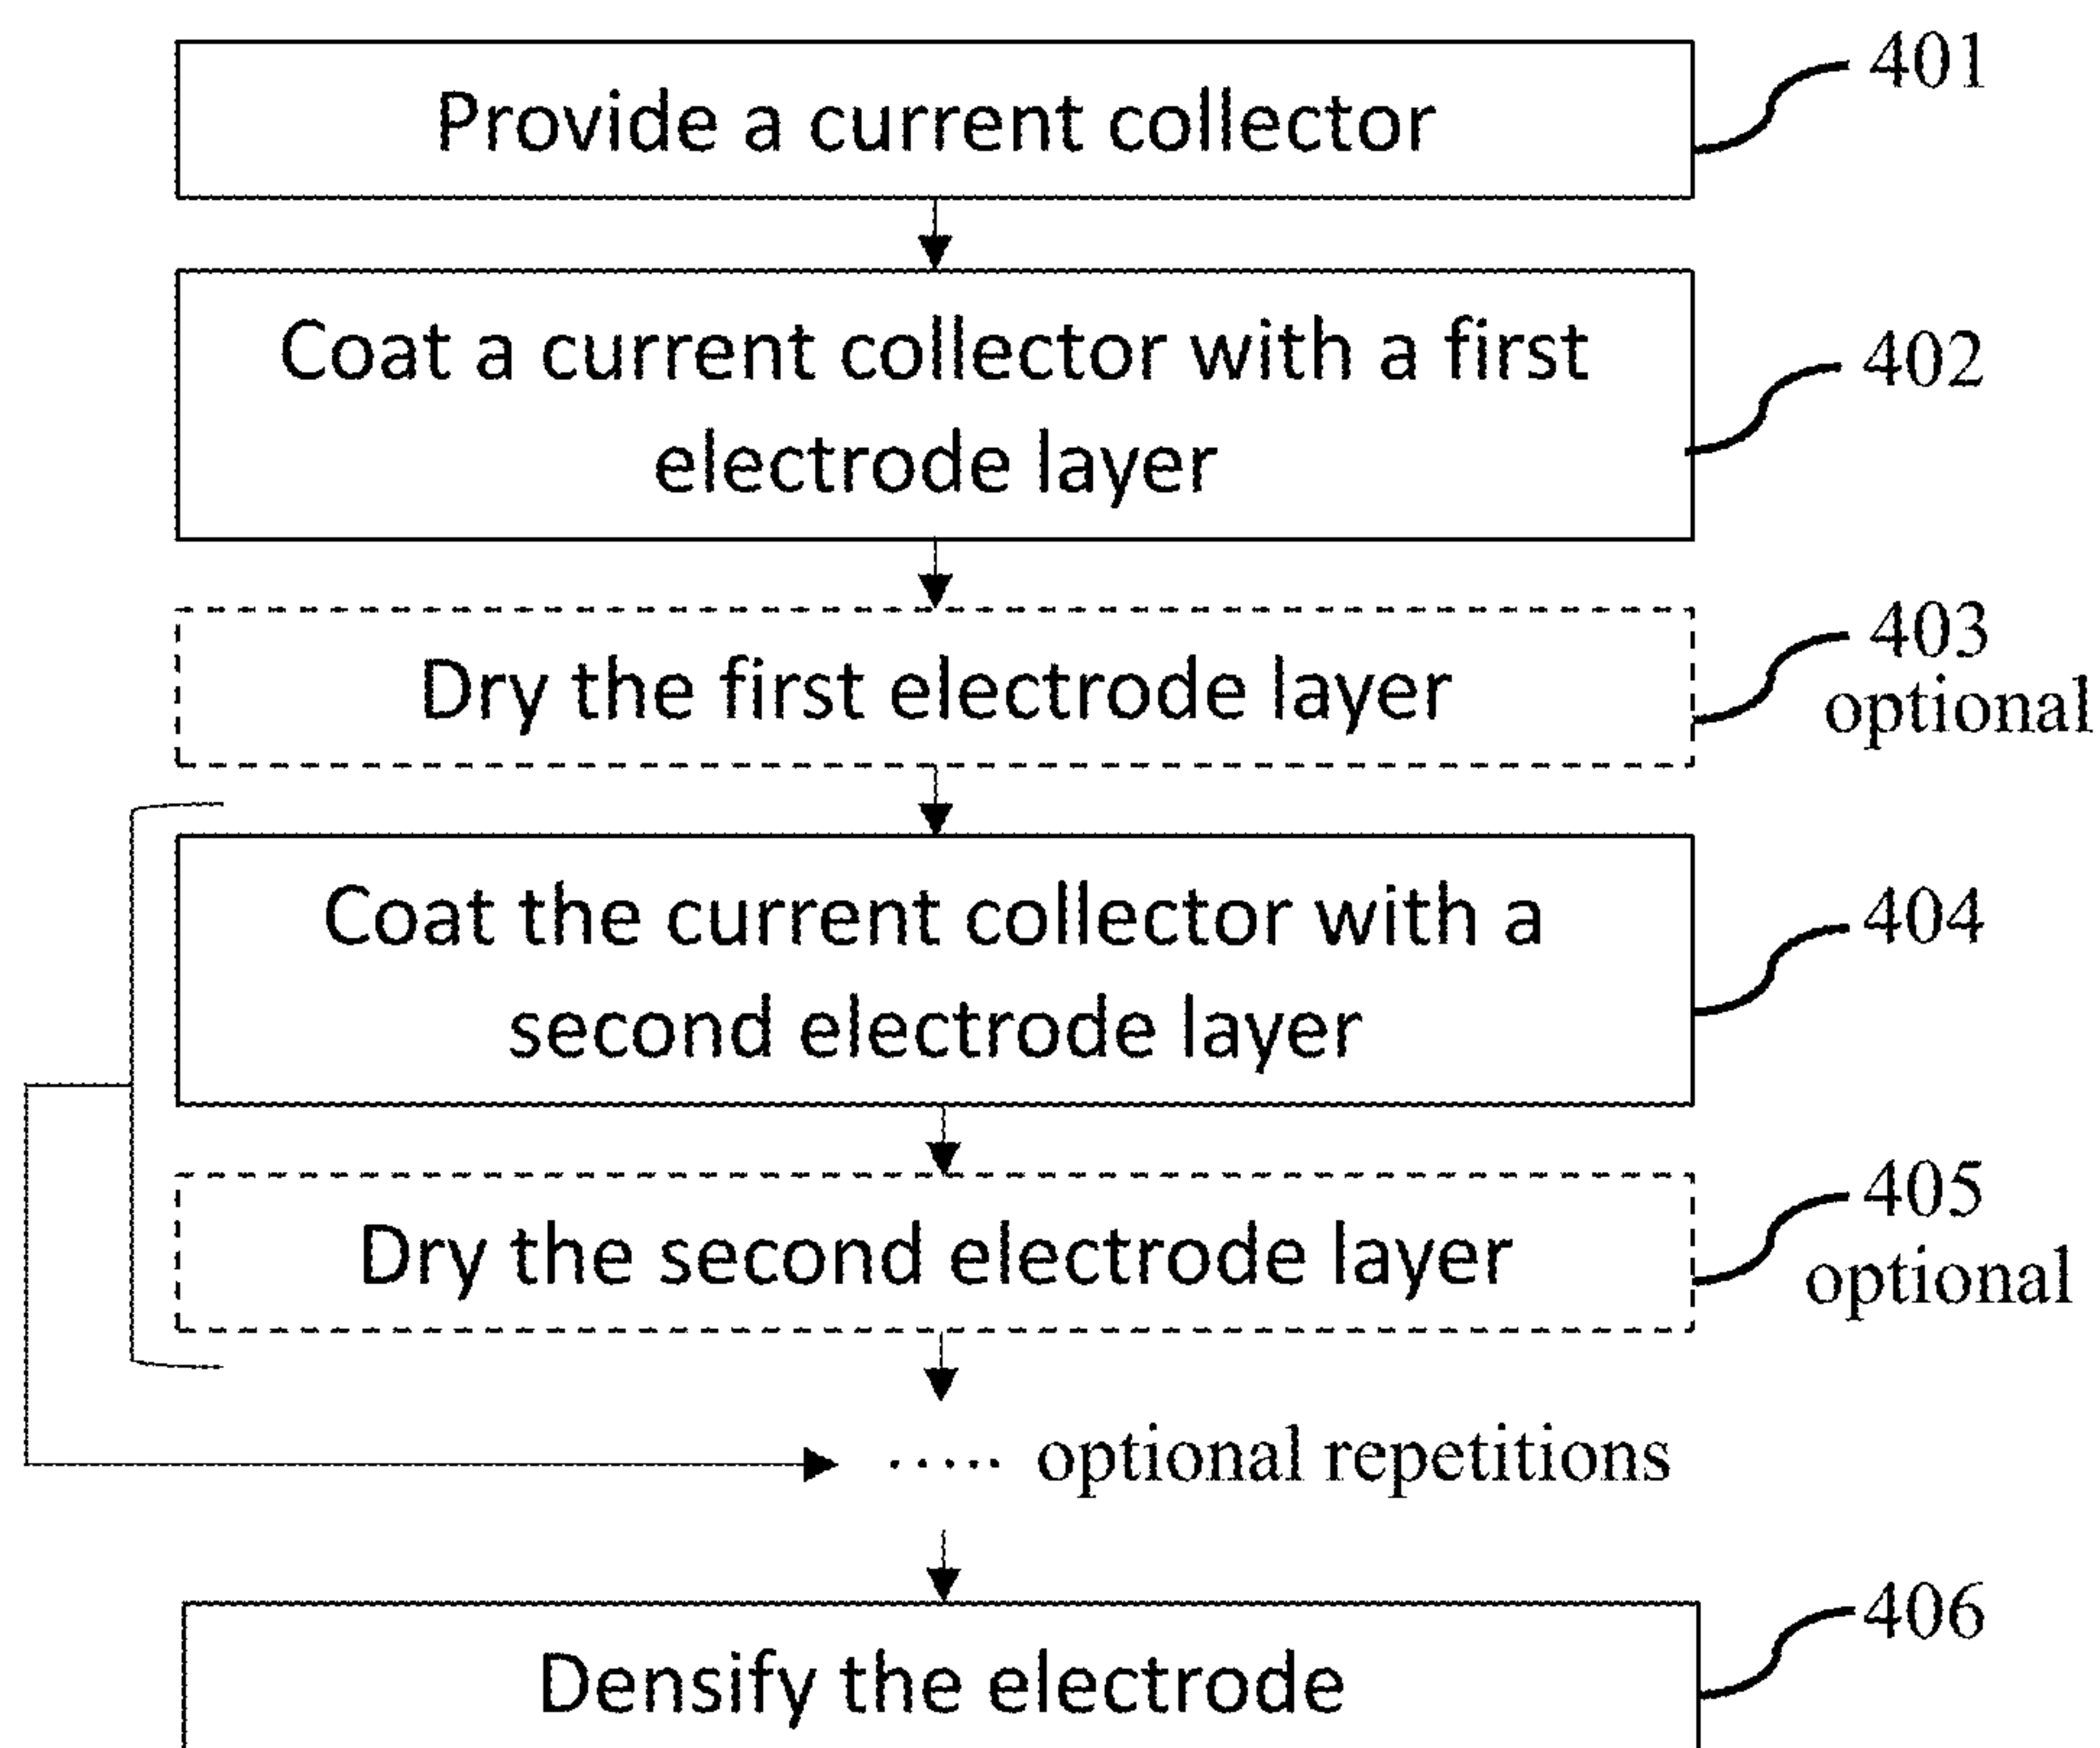 Provide a current collector
401
Coat a current collector with a first
electrode layer
402
Dry the first electrode layer
403
optional
Coat the current collector with a
second electrode layer
404
Dry the second electrode layer
405
optional
..... optional repetitions
Densify the electrode
406